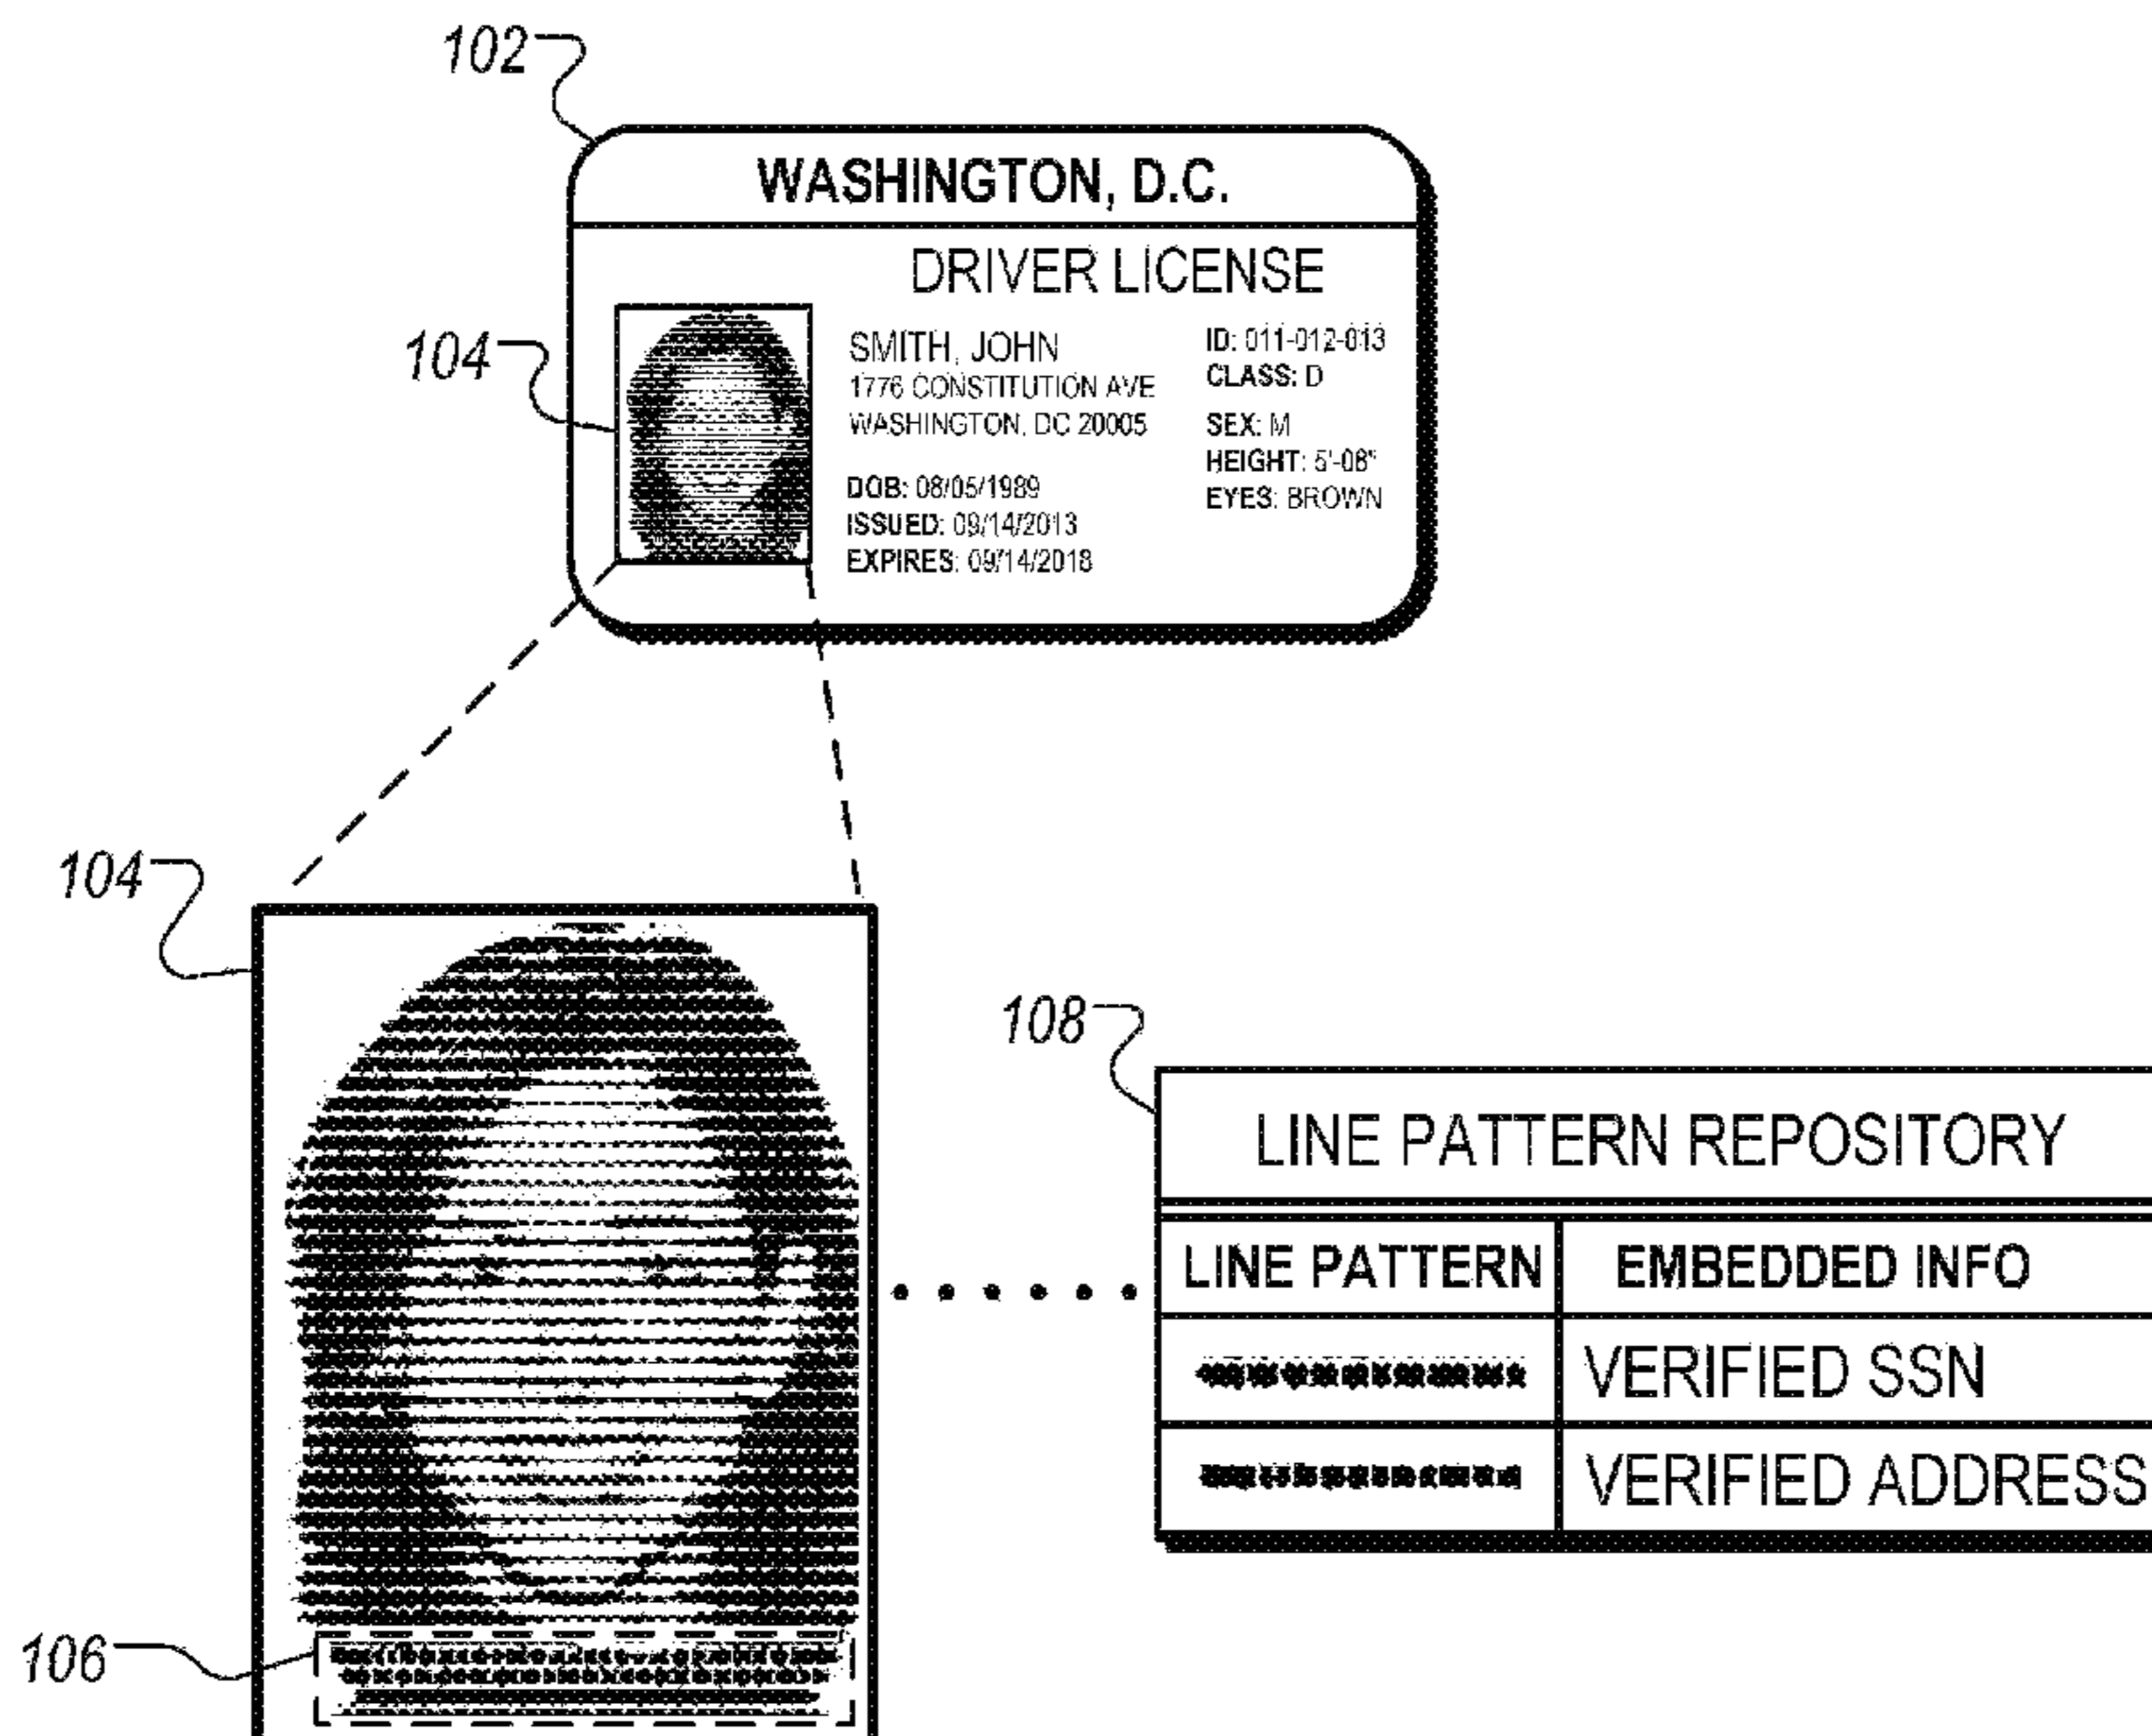 102
WASHINGTON, D.C.
DRIVER LICENSE
104
SMITH, JOHN
1776 CONSTITUTION AVE
WASHINGTON, DC 20005
DOB: 08/05/1989
ISSUED: 09/14/2013
EXPIRES: 09/14/2018
ID: 011-012-013
CLASS: D
SEX: M
HEIGHT: 5'-08"
EYES: BROWN
104
108
LINE PATTERN REPOSITORY
LINE PATTERN EMBEDDED INFO
VERIFIED SSN
VERIFIED ADDRESS
106